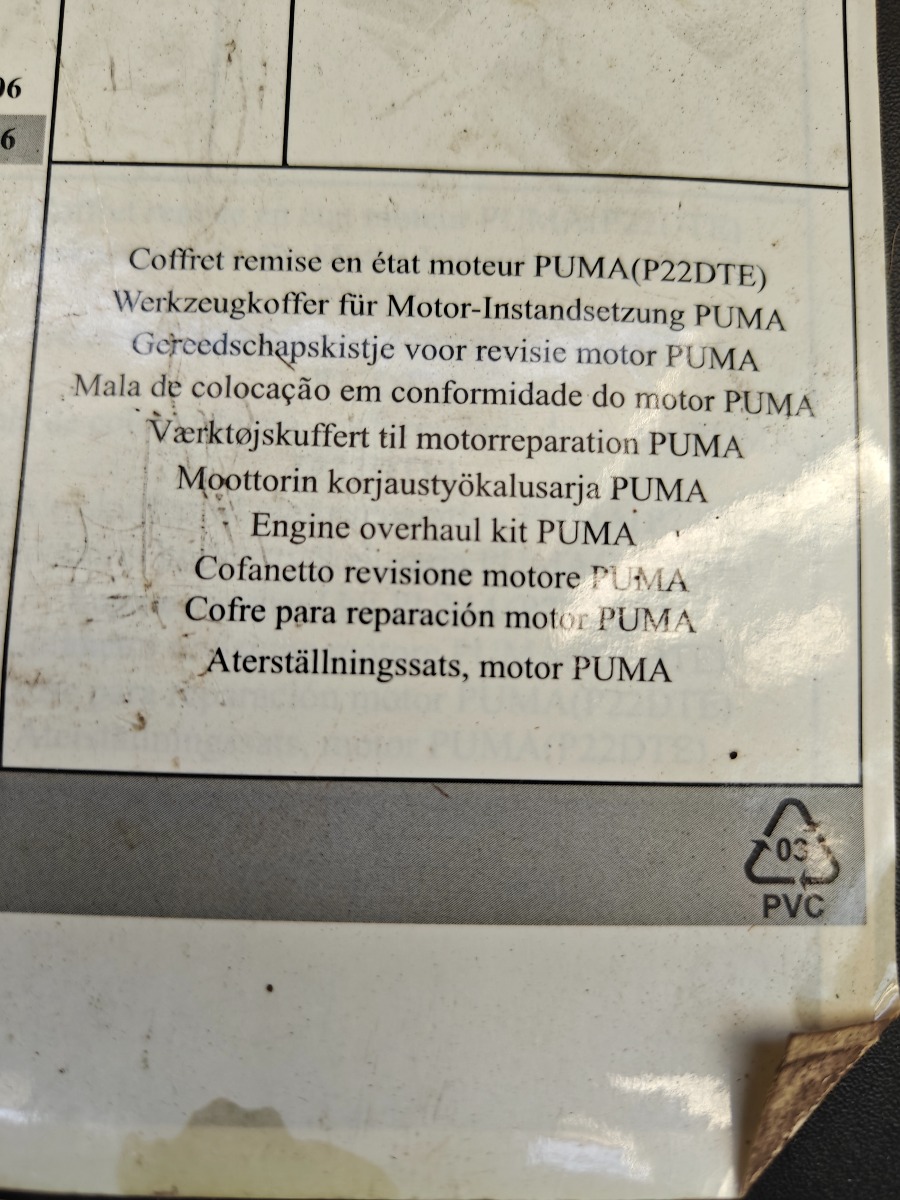 96
6
Coffret remise en état moteur PUMA(P22DTE)
Werkzeugkoffer für Motor-Instandsetzung PUMA
Gereedschapskistje voor revisie motor PUMA
Mala de colocação em conformidade do motor PUMA
Værktøjskuffert til motorreparation PUMA
Moottorin korjaustyökalusarja PUMA
Engine overhaul kit PUMA
Cofanetto revisione motore PUMA
Cofre para reparación motor PUMA
Aterställningssats, motor PUMA
03
PVC